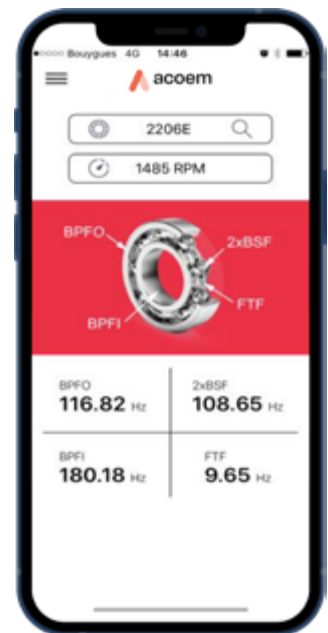 Bouygues 4G 14:46
acoem
2206E
1485 RPM
BPFO
2xBSF
FTF
BPFI
BPFO 2xBSF
116.82 Hz 108.65 Hz
BPFI FTF
180.18 Hz 9.65 Hz